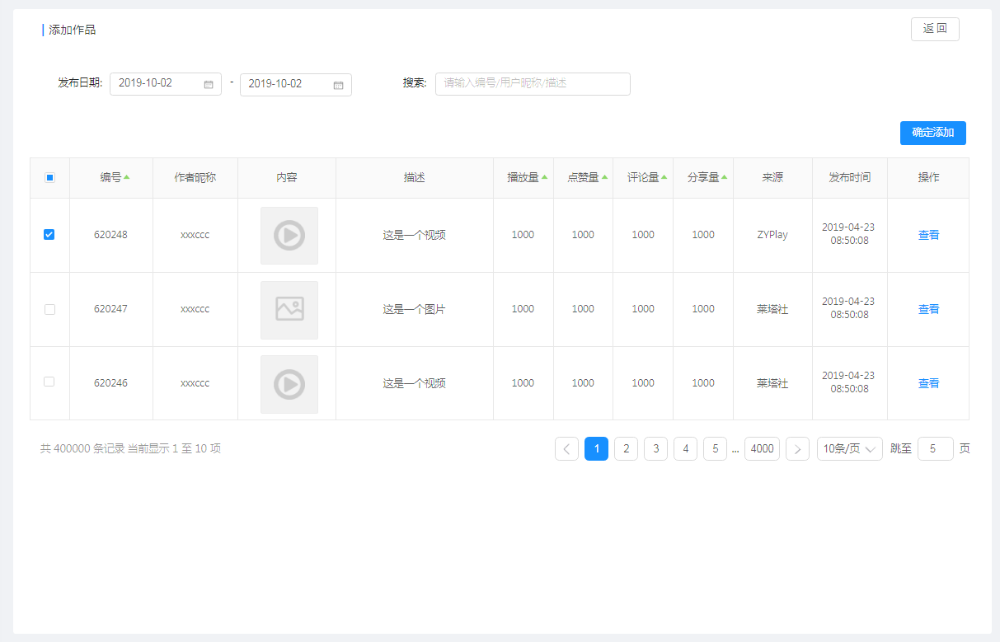 添加作品
返 回
发布日期: 2019-10-02 - 2019-10-02 搜索: 请输入编号/用户昵称/描述
确定添加
编号 作者昵称 内容 描述 播放量 点赞量 评论量 分享量 来源 发布时间 操作
620248 xxxccc 这是一个视频 1000 1000 1000 1000 ZYPlay 2019-04-23 08:50:08 查看
620247 xxxccc 这是一个图片 1000 1000 1000 1000 莱塔社 2019-04-23 08:50:08 查看
620246 xxxccc 这是一个视频 1000 1000 1000 1000 莱塔社 2019-04-23 08:50:08 查看
共 400000 条记录 当前显示 1 至 10 项 1 2 3 4 5 ... 4000 10条/页 跳至 5 页